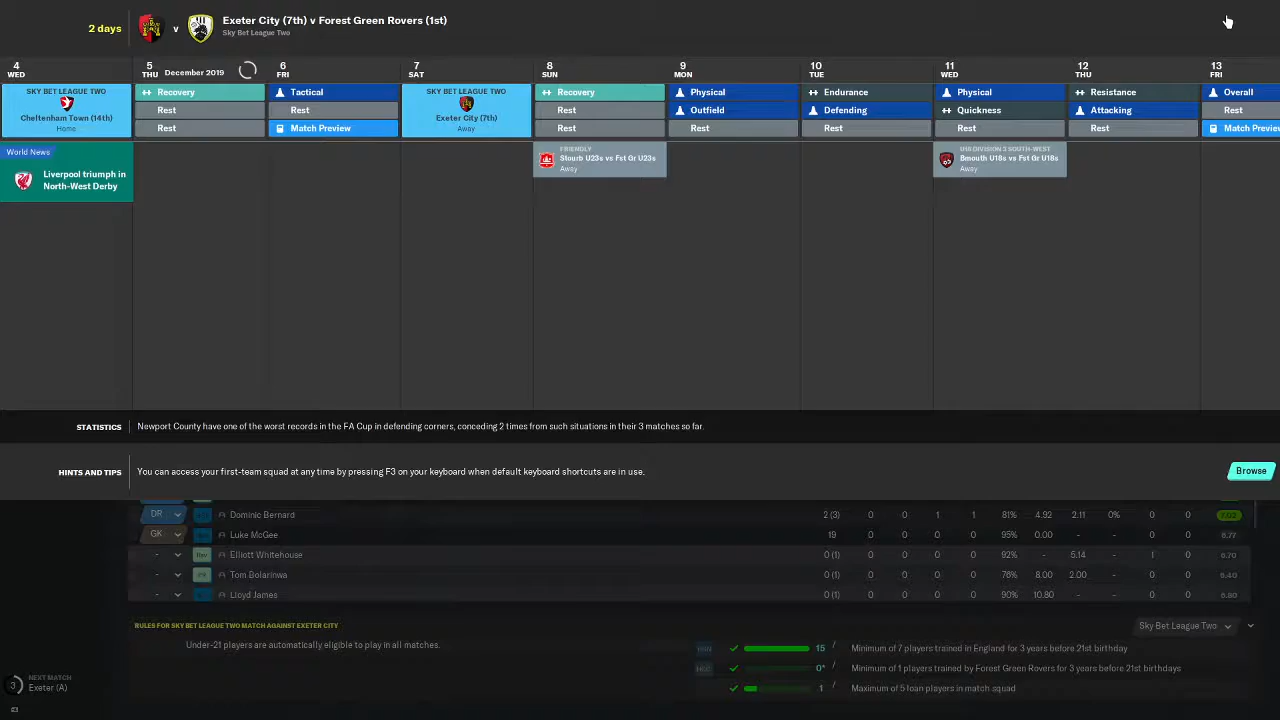 2 days
v
Exeter City (7th) v Forest Green Rovers (1st)
Sky Bet League Two
4 WED
5 THU December 2019
6 FRI
7 SAT
8 SUN
9 MON
10 TUE
11 WED
12 THU
13 FRI
SKY BET LEAGUE TWO
Cheltenham Town (14th)
Home
Recovery
Rest
Rest
Tactical
Rest
Match Preview
SKY BET LEAGUE TWO
Exeter City (7th)
Away
Recovery
Rest
Rest
Physical
Outfield
Rest
Endurance
Defending
Rest
Physical
Quickness
Rest
Resistance
Attacking
Rest
Overall
Rest
Match Preview
World News
Liverpool triumph in
North-West Derby
FRIENDLY
Stourb U23s vs Fst Gr U23s
Away
U18 DIVISION 3 SOUTH-WEST
Bmouth U18s vs Fst Gr U18s
Away
STATISTICS
Newport County have one of the worst records in the FA Cup in defending corners, conceding 2 times from such situations in their 3 matches so far.
HINTS AND TIPS
You can access your first-team squad at any time by pressing F3 on your keyboard when default keyboard shortcuts are in use.
Browse
DR Dominic Bernard 2 (3) 0 0 1 1 81% 4.92 2.11 0% 0 0
GK Luke McGee 19 0 0 0 0 95% 0.00 - - 0 0 6.77
- Elliott Whitehouse 0 (1) 0 0 0 0 92% - 5.14 - 1 0 6.70
- Tom Bolarinwa 0 (1) 0 0 0 0 76% 8.00 2.00 - 0 0 6.40
- Lloyd James 0 (1) 0 0 0 0 90% 10.80 - - 0 0 6.80
RULES FOR SKY BET LEAGUE TWO MATCH AGAINST EXETER CITY
Sky Bet League Two
Under-21 players are automatically eligible to play in all matches.
15 / Minimum of 7 players trained in England for 3 years before 21st birthday
0* / Minimum of 1 players trained by Forest Green Rovers for 3 years before 21st birthdays
1 / Maximum of 5 loan players in match squad
3
NEXT MATCH
Exeter (A)